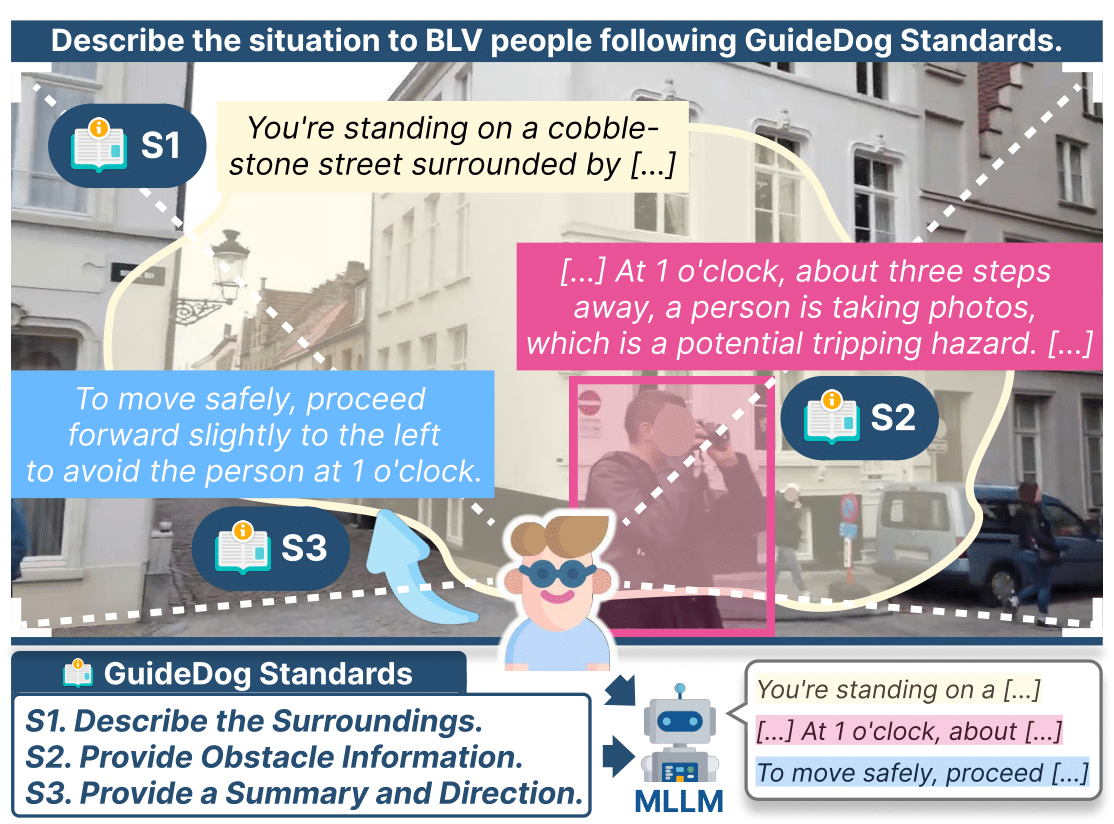 Describe the situation to BLV people following GuideDog Standards.
S1
You're standing on a cobble-
stone street surrounded by [...]
[...] At 1 o'clock, about three steps
away, a person is taking photos,
which is a potential tripping hazard. [...]
S2
To move safely, proceed
forward slightly to the left
to avoid the person at 1 o'clock.
S3
GuideDog Standards
S1. Describe the Surroundings.
S2. Provide Obstacle Information.
S3. Provide a Summary and Direction.
MLLM
You're standing on a [...]
[...] At 1 o'clock, about [...]
To move safely, proceed [...]